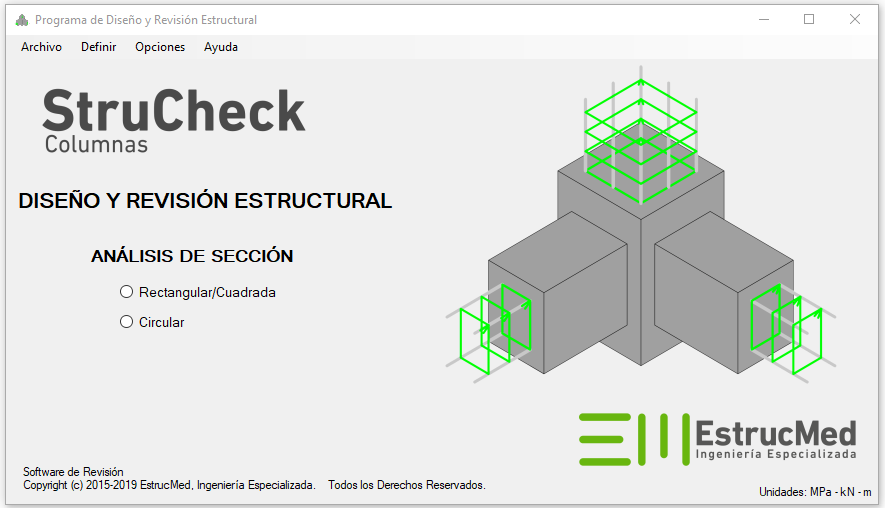 Programa de Diseño y Revisión Estructural
Archivo Definir Opciones Ayuda
StruCheck
Columnas
DISEÑO Y REVISIÓN ESTRUCTURAL
ANÁLISIS DE SECCIÓN
Rectangular/Cuadrada
Circular
EstrucMed
Ingeniería Especializada
Software de Revisión
Copyright (c) 2015-2019 EstrucMed, Ingeniería Especializada. Todos los Derechos Reservados.
Unidades: MPa - kN - m